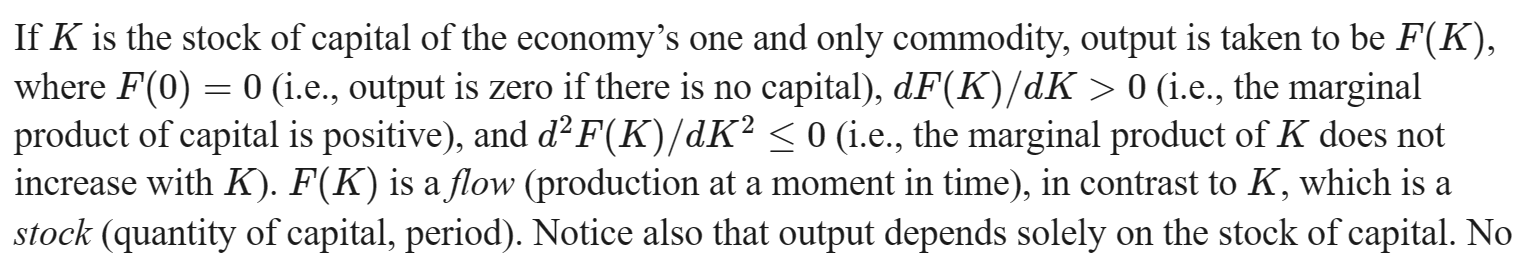 If K is the stock of capital of the economy’s one and only commodity, output is taken to be F(K),
where F(0) = 0 (i.e., output is zero if there is no capital), dF(K)/dK > 0 (i.e., the marginal
product of capital is positive), and d²F(K)/dK² ≤ 0 (i.e., the marginal product of K does not
increase with K). F(K) is a flow (production at a moment in time), in contrast to K, which is a
stock (quantity of capital, period). Notice also that output depends solely on the stock of capital. No